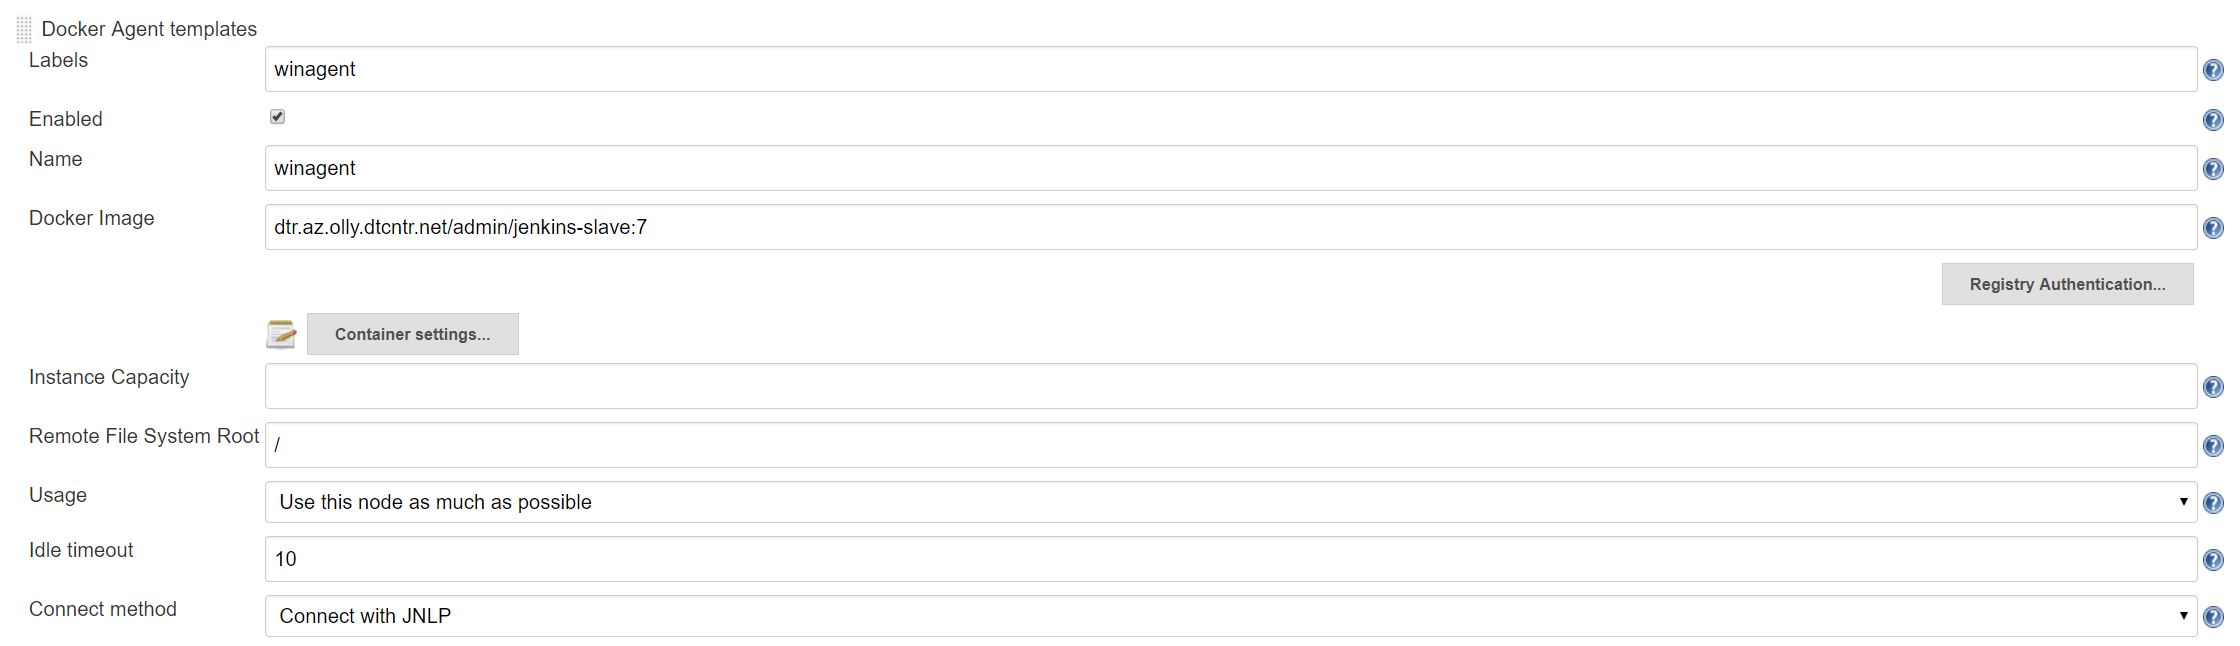 Docker Agent templates
Labels
winagent
Enabled
Name
winagent
Docker Image
dtr.az.olly.dtcntr.net/admin/jenkins-slave:7
Registry Authentication...
Container settings...
Instance Capacity
Remote File System Root
/
Usage
Use this node as much as possible
Idle timeout
10
Connect method
Connect with JNLP